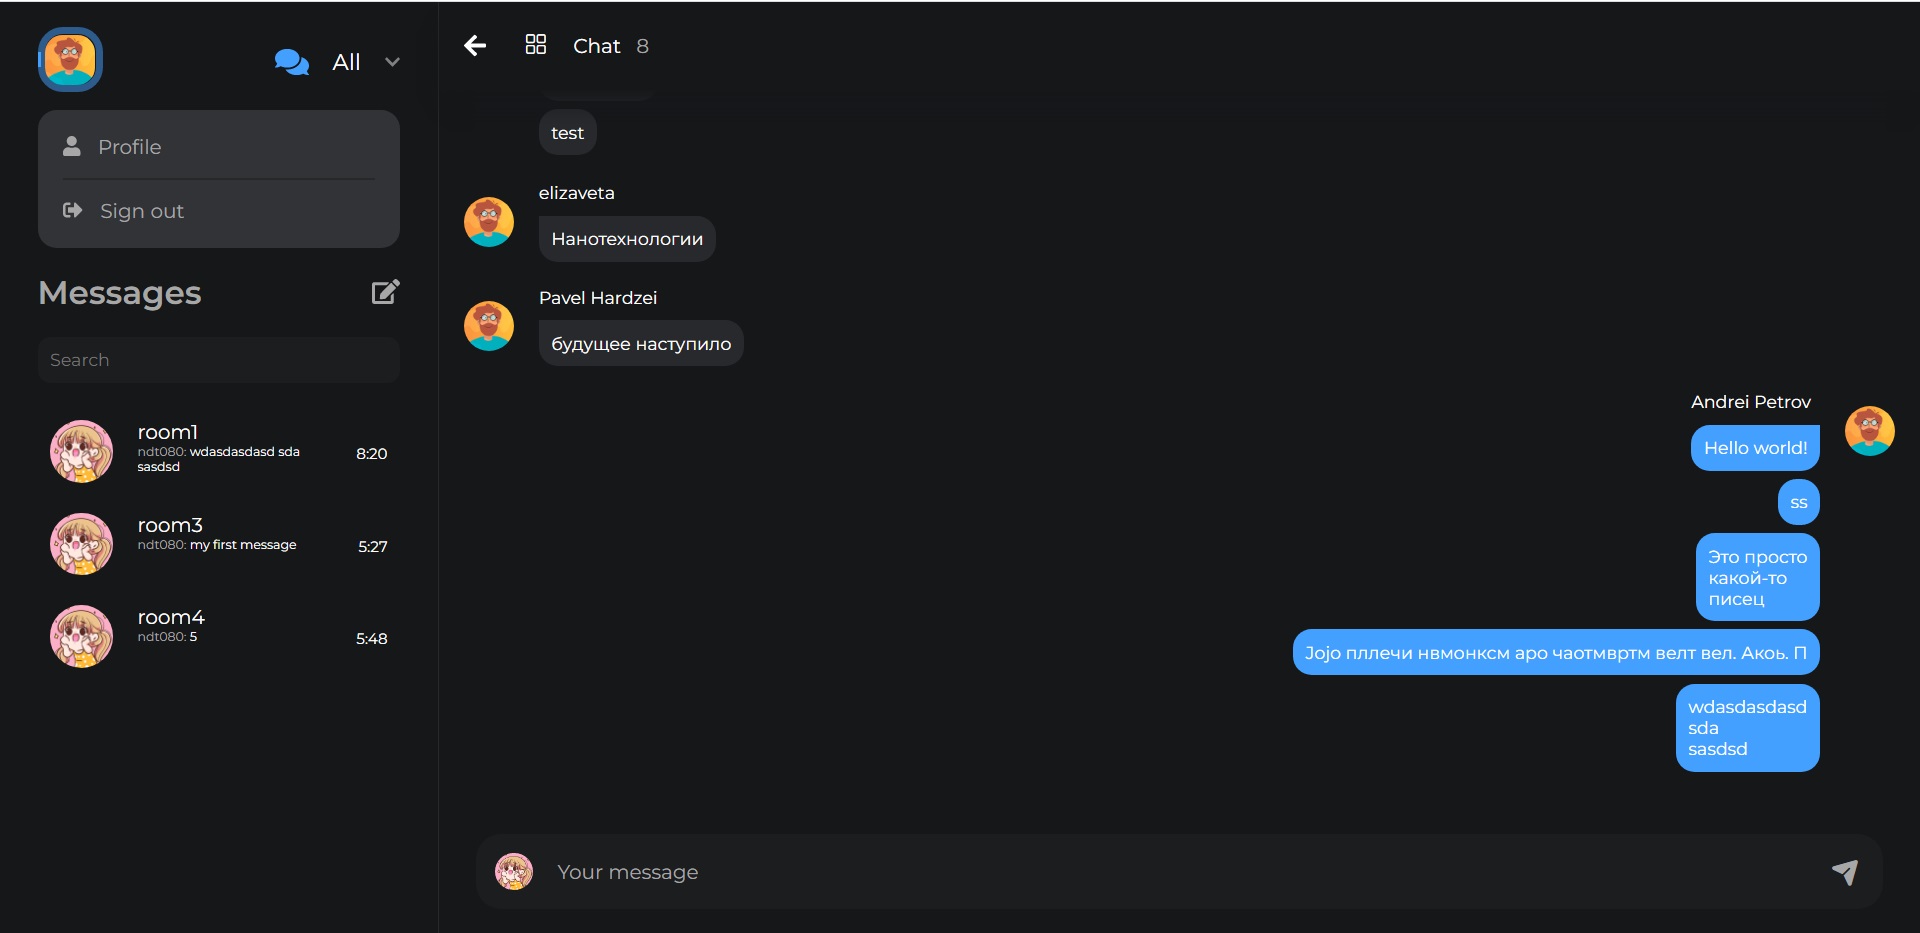 All
Profile
Sign out
Messages
Search
room1
ndt080: wdasdasdasd sda
sasdsd
8:20
room3
ndt080: my first message
5:27
room4
ndt080: 5
5:48
Chat 8
test
elizaveta
Нанотехнологии
Pavel Hardzei
будущее наступило
Andrei Petrov
Hello world!
ss
Это просто
какой-то
писец
Jojo пллечи нвмонксм аро чаотмвртм велт вел. Акоь. П
wdasdasdasd
sda
sasdsd
Your message